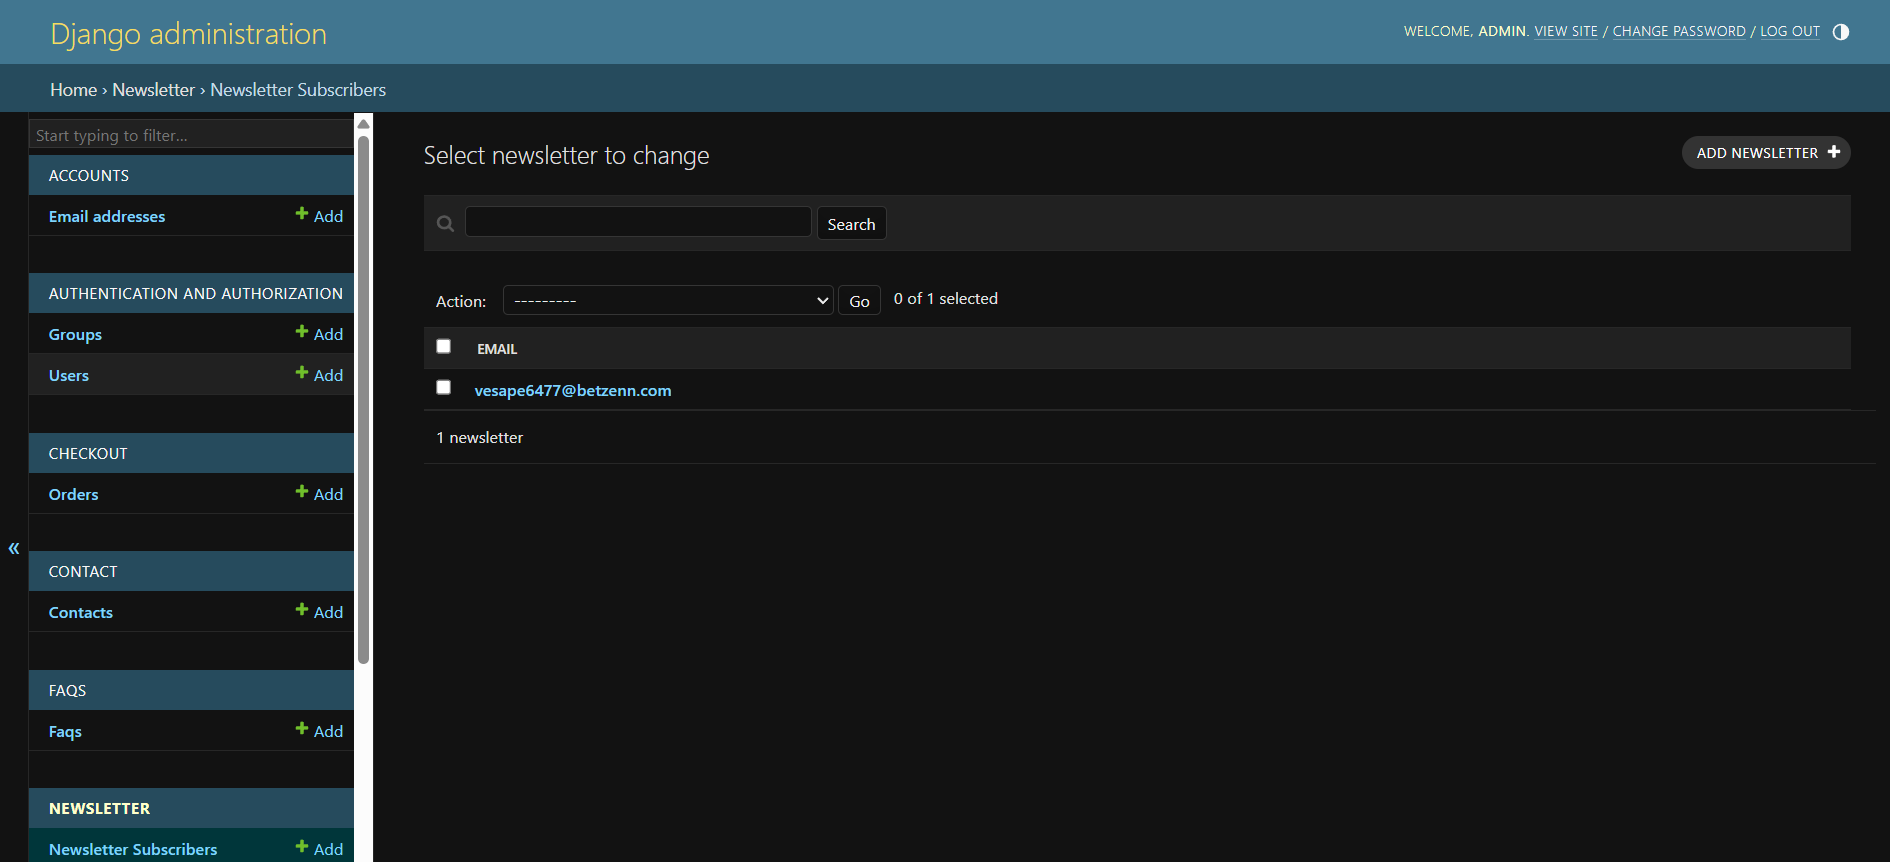 Django administration
WELCOME, ADMIN. VIEW SITE / CHANGE PASSWORD / LOG OUT
Home › Newsletter › Newsletter Subscribers
Start typing to filter...
ACCOUNTS
Email addresses
Add
AUTHENTICATION AND AUTHORIZATION
Groups
Add
Users
Add
CHECKOUT
Orders
Add
CONTACT
Contacts
Add
FAQS
Faqs
Add
NEWSLETTER
Newsletter Subscribers
Add
«
Select newsletter to change
ADD NEWSLETTER +
Search
Action: --------- Go 0 of 1 selected
EMAIL
vesape6477@betzenn.com
1 newsletter